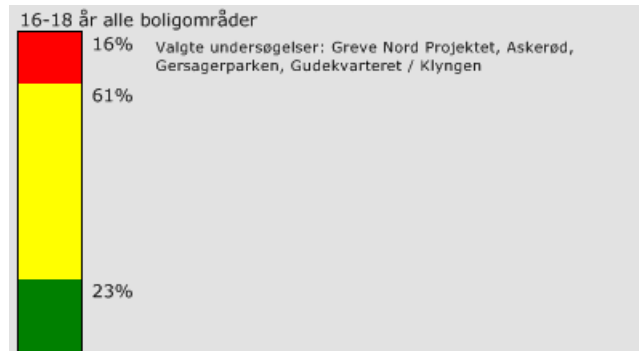 16-18 år alle boligområder
16%
Valgte undersøgelser: Greve Nord Projektet, Askerød,
Gersagerparken, Gudekvarteret / Klyngen
61%
23%